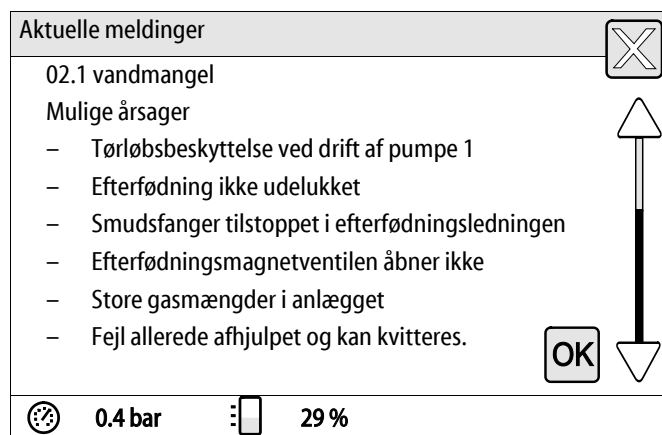 Aktuelle meldinger
X
02.1 vandmangel
Mulige årsager
– Tørløbsbeskyttelse ved drift af pumpe 1
– Efterfødning ikke udelukket
– Smudsfanger tilstoppet i efterfødningsledningen
– Efterfødningsmagnetventilen åbner ikke
– Store gasmængder i anlægget
– Fejl allerede afhjulpet og kan kvitteres.
OK
0.4 bar 29 %